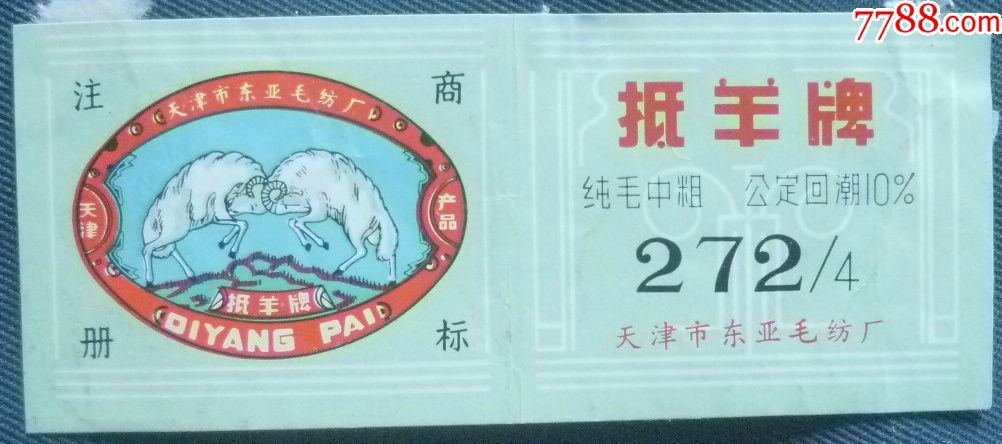 7788.com
注 商
册 标
天津市东亚毛纺厂
天津
产品
抵羊牌
DIYANG PAI
抵羊牌
纯毛中粗 公定回潮10%
272/4
天津市东亚毛纺厂